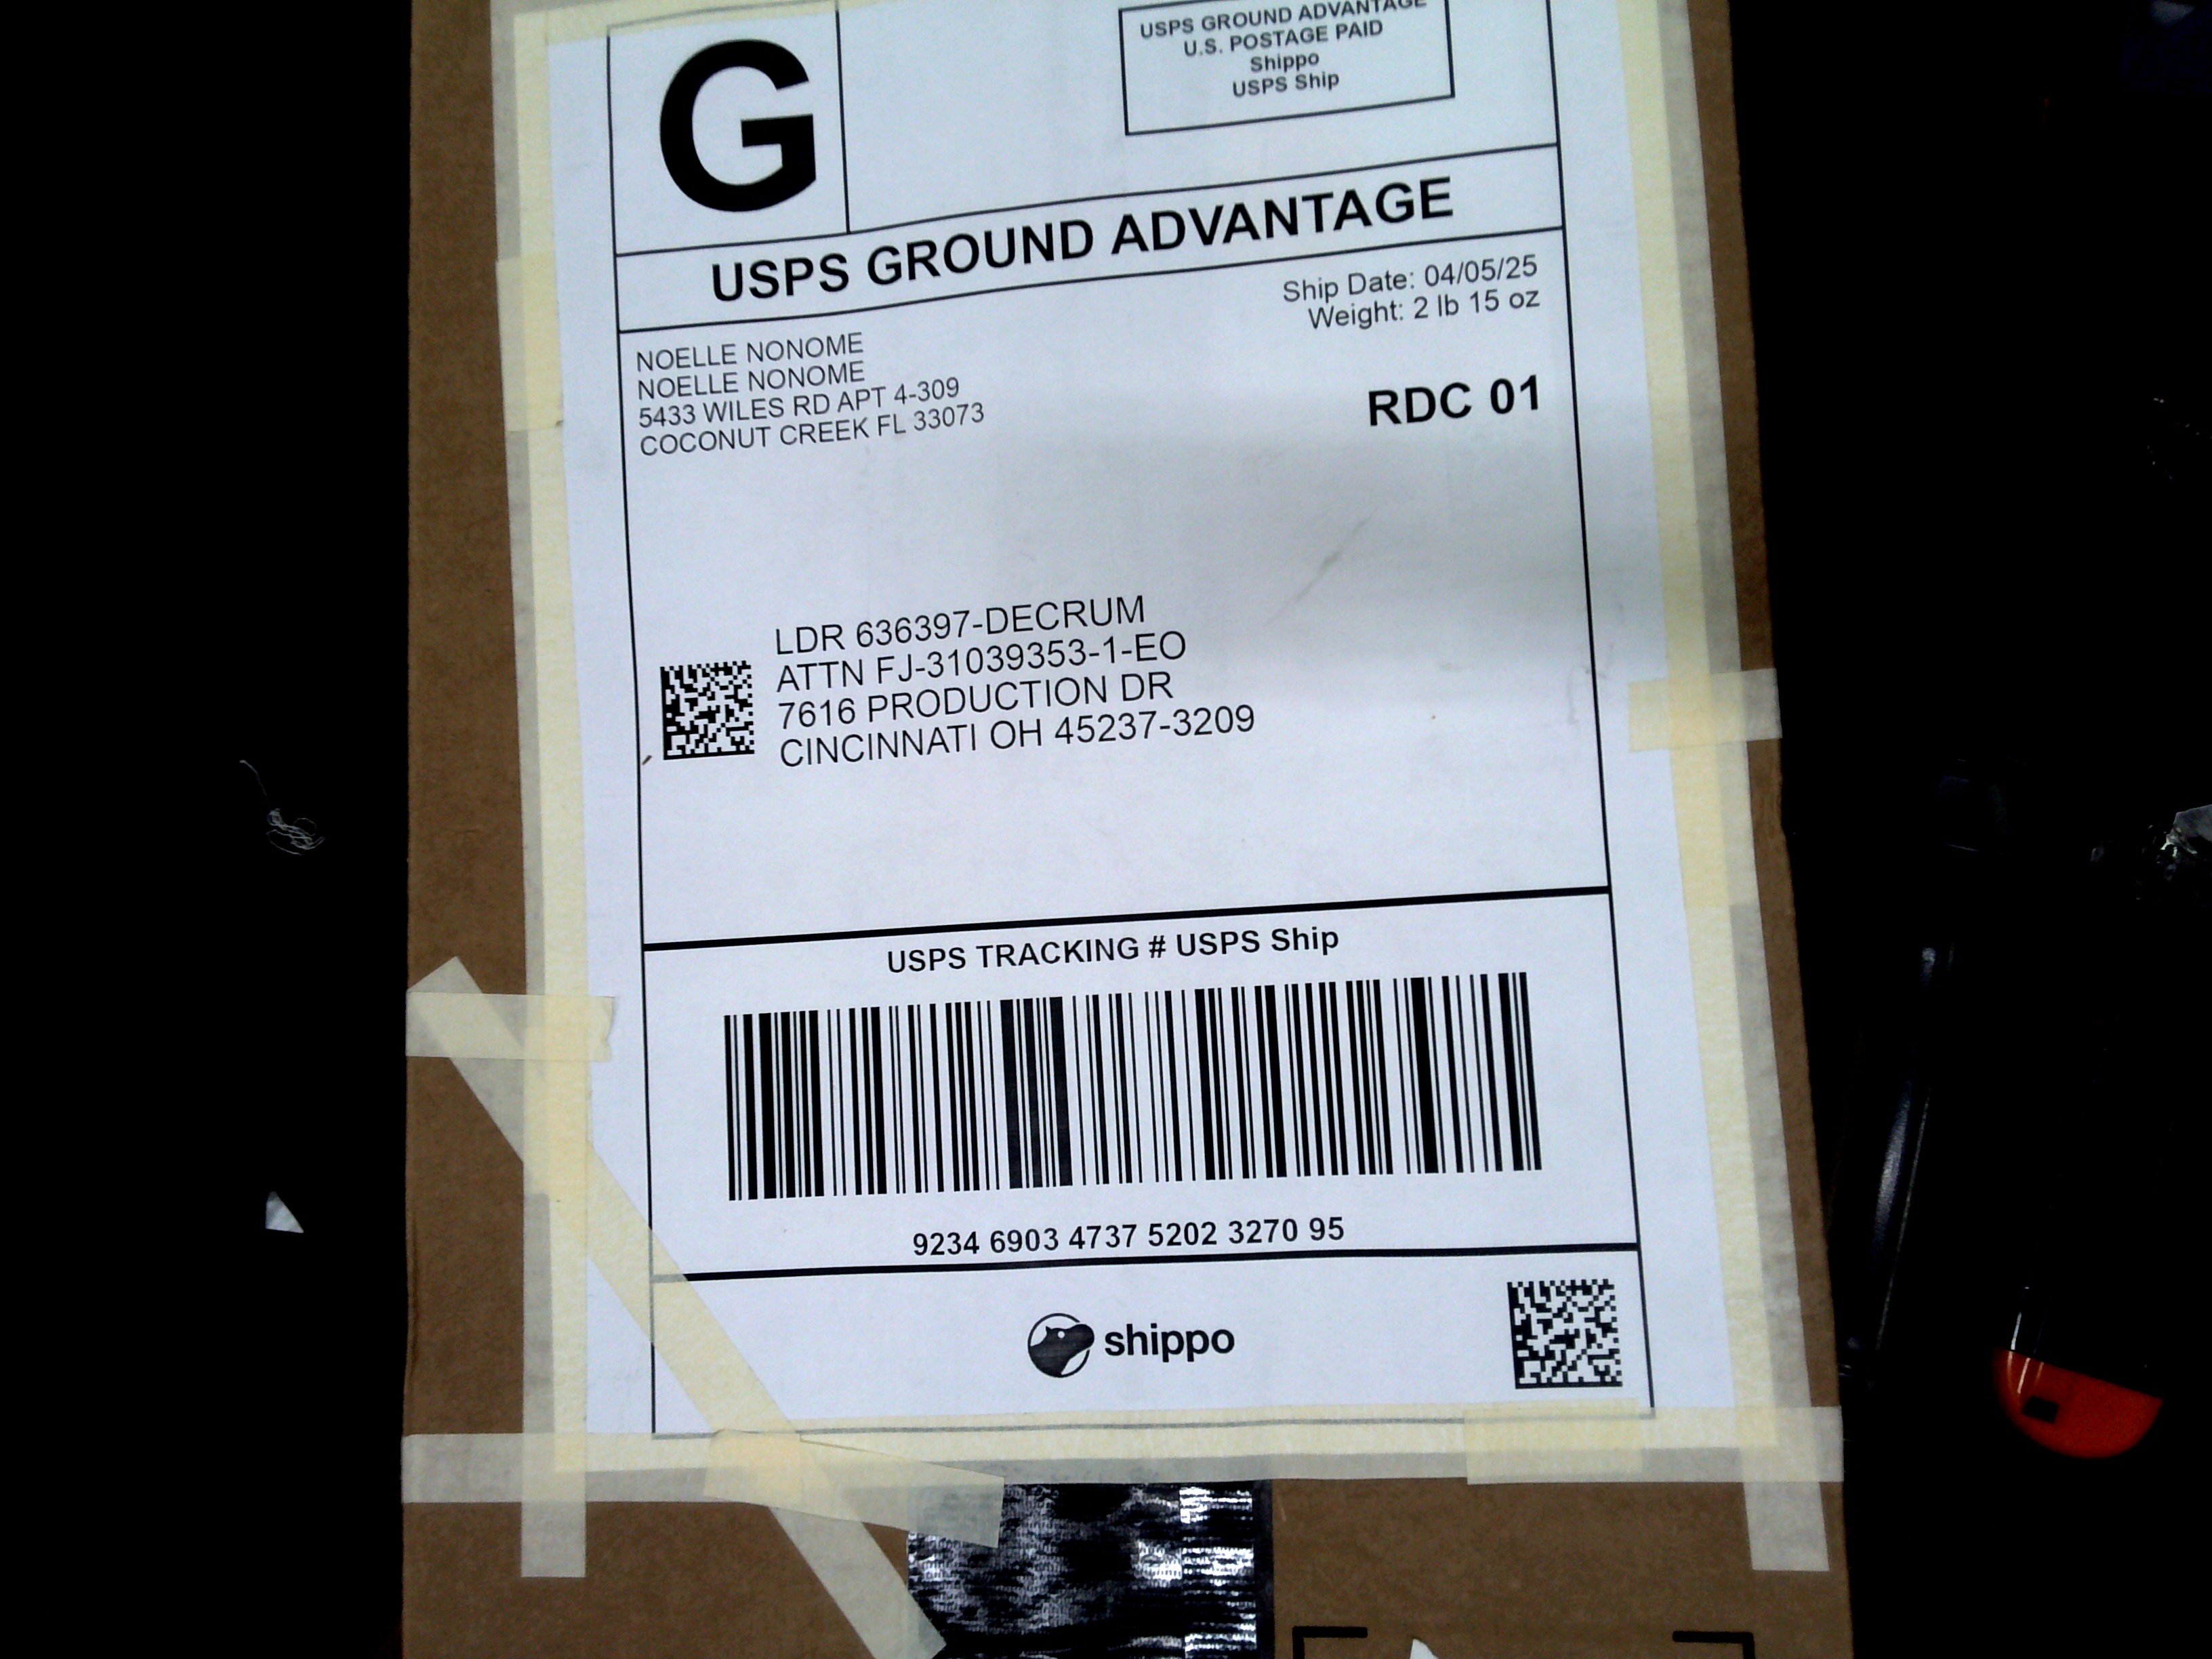 G
USPS GROUND ADVANTAGE
U.S. POSTAGE PAID
Shippo
USPS Ship
USPS GROUND ADVANTAGE
Ship Date: 04/05/25
Weight: 2 lb 15 oz
NOELLE NONOME
NOELLE NONOME
5433 WILES RD APT 4-309
COCONUT CREEK FL 33073
RDC 01
LDR 636397-DECRUM
ATTN FJ-31039353-1-EO
7616 PRODUCTION DR
CINCINNATI OH 45237-3209
USPS TRACKING # USPS Ship
9234 6903 4737 5202 3270 95
shippo